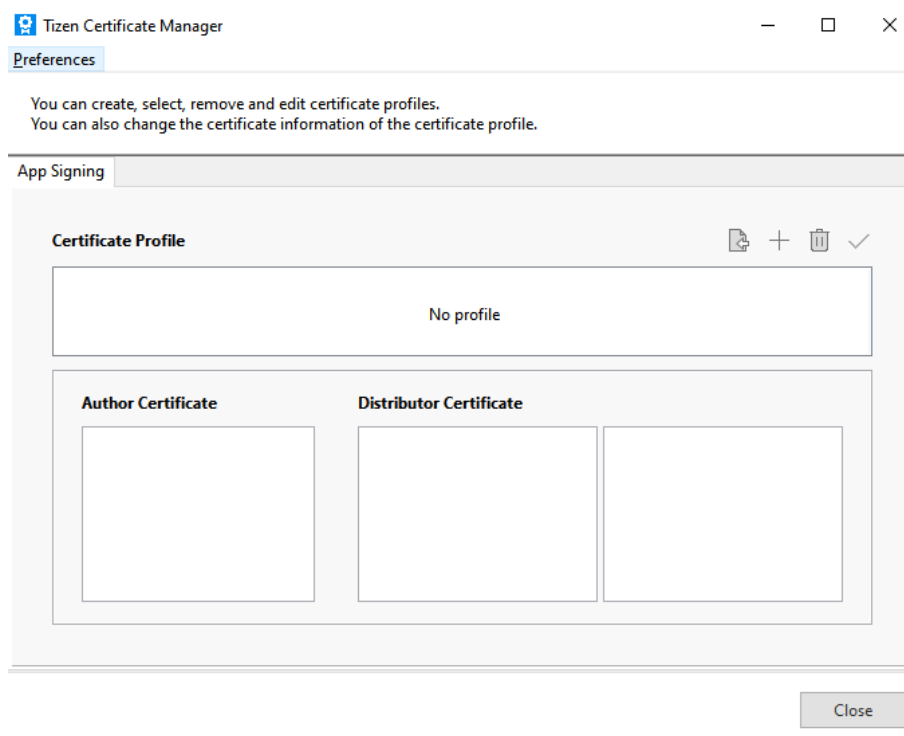 Tizen Certificate Manager
Preferences
You can create, select, remove and edit certificate profiles.
You can also change the certificate information of the certificate profile.
App Signing
Certificate Profile
No profile
Author Certificate
Distributor Certificate
Close